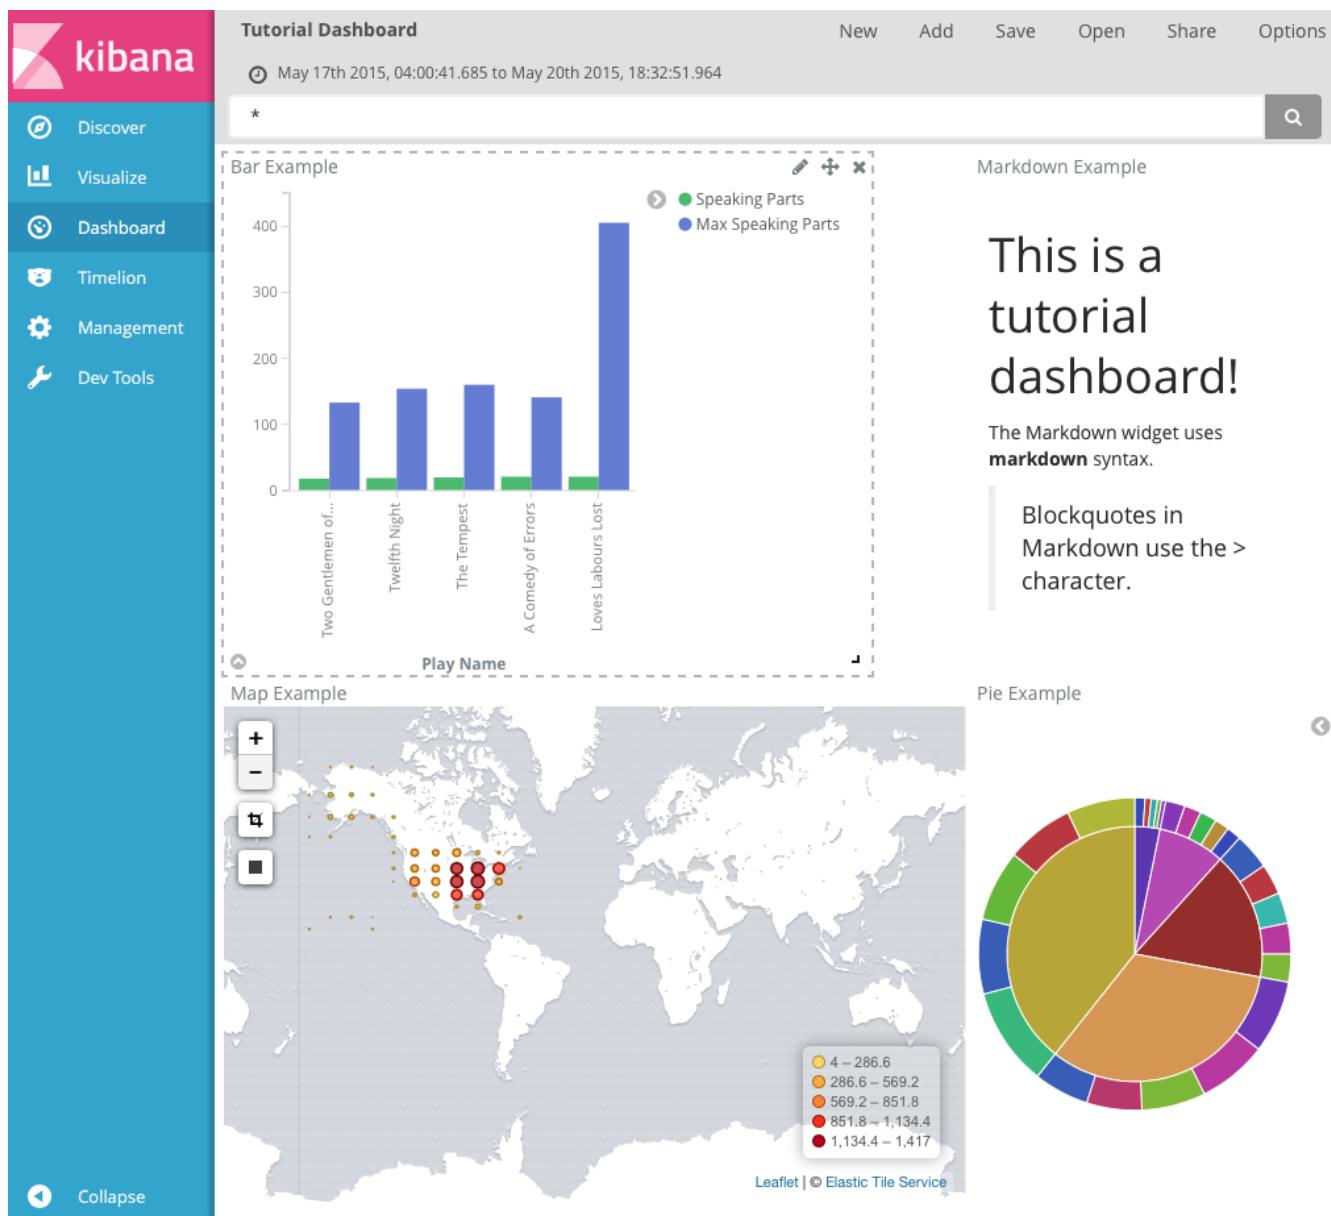 kibana
Discover
Visualize
Dashboard
Timelion
Management
Dev Tools
Collapse
Tutorial Dashboard
New Add Save Open Share Options
May 17th 2015, 04:00:41.685 to May 20th 2015, 18:32:51.964
*
Bar Example
Speaking Parts
Max Speaking Parts
400
300
200
100
0
Two Gentlemen of...
Twelfth Night
The Tempest
A Comedy of Errors
Loves Labours Lost
Play Name
Markdown Example
This is a
tutorial
dashboard!
The Markdown widget uses
markdown syntax.
Blockquotes in
Markdown use the >
character.
Map Example
+
−
4 – 286.6
286.6 – 569.2
569.2 – 851.8
851.8 – 1,134.4
1,134.4 – 1,417
Leaflet | © Elastic Tile Service
Pie Example